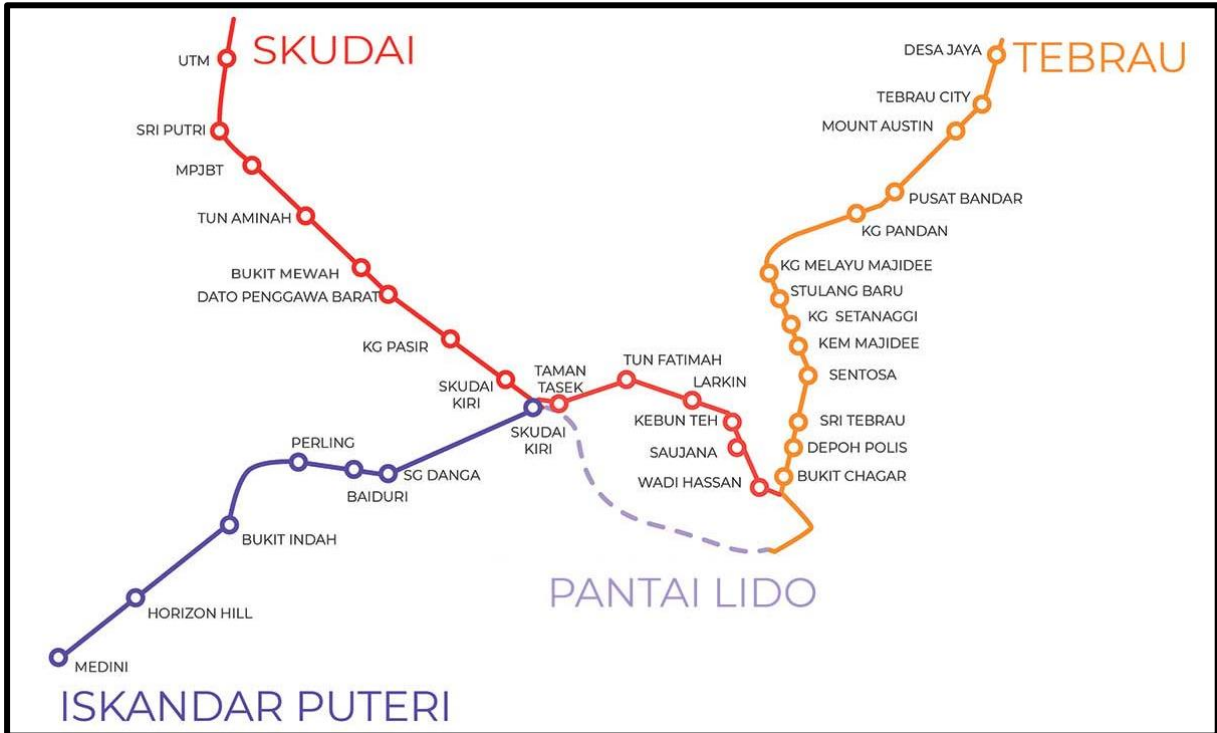 SKUDAI
UTM
SRI PUTRI
MPJBT
TUN AMINAH
BUKIT MEWAH
DATO PENGGAWA BARAT
KG PASIR
SKUDAI
KIRI
TAMAN
TASEK
TUN FATIMAH
LARKIN
KEBUN TEH
SAUJANA
WADI HASSAN
TEBRAU
DESA JAYA
TEBRAU CITY
MOUNT AUSTIN
PUSAT BANDAR
KG PANDAN
KG MELAYU MAJIDEE
STULANG BARU
KG SETANAGGI
KEM MAJIDEE
SENTOSA
SRI TEBRAU
DEPOH POLIS
BUKIT CHAGAR
SKUDAI
KIRI
SG DANGA
BAIDURI
PERLING
BUKIT INDAH
HORIZON HILL
MEDINI
ISKANDAR PUTERI
PANTAI LIDO